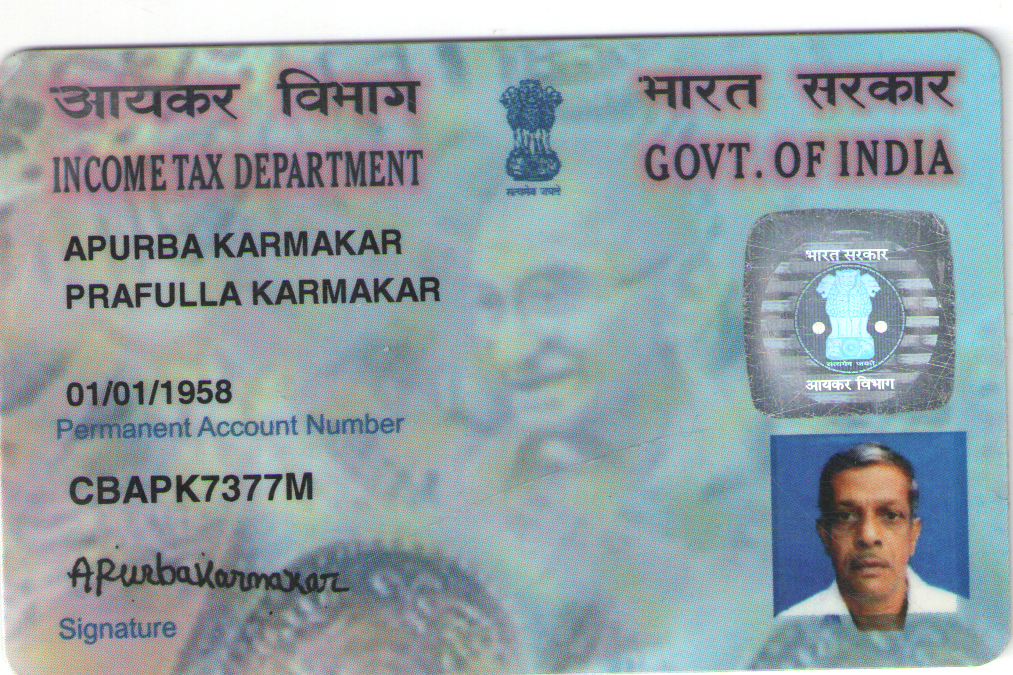 आयकर विभाग
INCOME TAX DEPARTMENT
सत्यमेव जयते
भारत सरकार
GOVT. OF INDIA
APURBA KARMAKAR
PRAFULLA KARMAKAR
01/01/1958
Permanent Account Number
CBAPK7377M
APurbaKarmakar
Signature
भारत सरकार
सत्यमेव जयते
आयकर विभाग